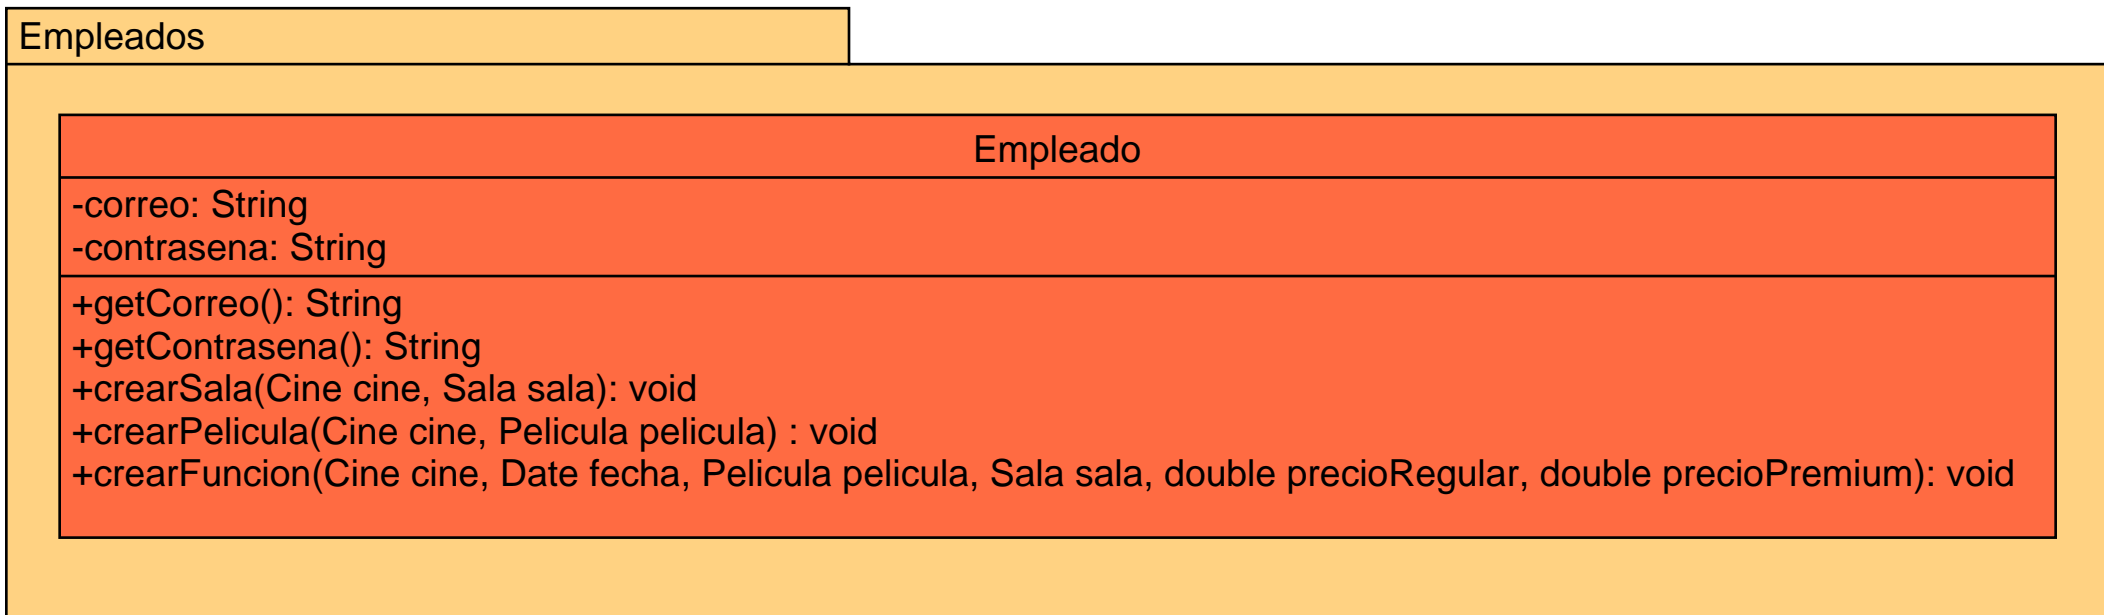 Empleados
Empleado
-correo: String
-contrasena: String
+getCorreo(): String
+getContrasena(): String
+crearSala(Cine cine, Sala sala): void
+crearPelicula(Cine cine, Pelicula pelicula) : void
+crearFuncion(Cine cine, Date fecha, Pelicula pelicula, Sala sala, double precioRegular, double precioPremium): void